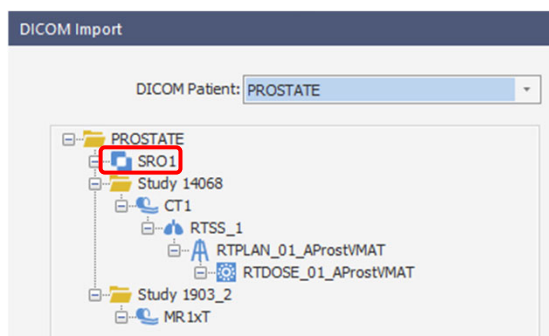 DICOM Import
DICOM Patient: PROSTATE
PROSTATE
SRO1
Study 14068
CT1
RTSS_1
RTPLAN_01_AProstVMAT
RTDOSE_01_AProstVMAT
Study 1903_2
MR1xT